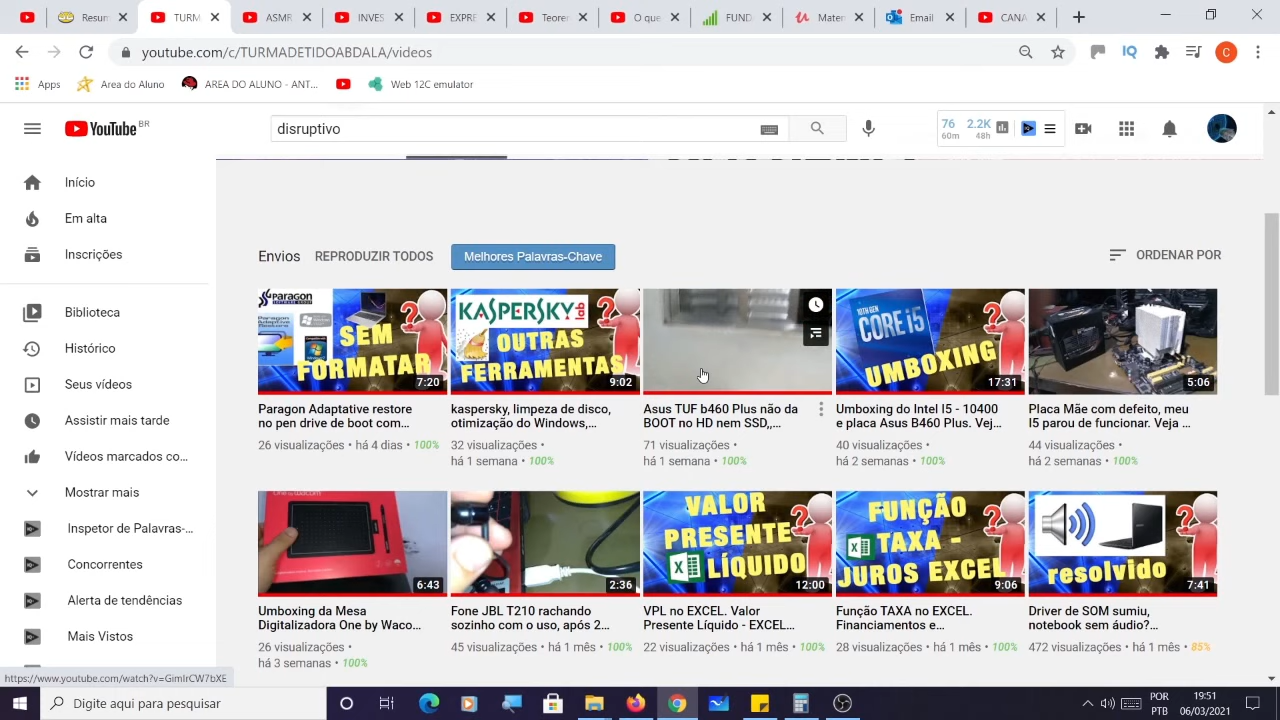 Resun
TURM
ASMR
INVES
EXPRE
Teoren
O que
FUND.
Mater
Email
CANA
youtube.com/c/TURMADETIDOABDALA/videos
IQ
C
Apps
Area do Aluno
AREA DO ALUNO - ANT...
Web 12C emulator
YouTube BR
disruptivo
76 2.2K
60m 48h
Início
Em alta
Inscrições
Biblioteca
Histórico
Seus vídeos
Assistir mais tarde
Vídeos marcados co...
Mostrar mais
Inspetor de Palavras-...
Concorrentes
Alerta de tendências
Mais Vistos
Envios
REPRODUZIR TODOS
Melhores Palavras-Chave
ORDENAR POR
Paragon
SEM
FORMATAR
7:20
Paragon Adaptative restore
no pen drive de boot com...
26 visualizações • há 4 dias • 100%
KASPERSKY lab
OUTRAS
FERRAMENTAS
9:02
kaspersky, limpeza de disco,
otimização do Windows,...
32 visualizações •
há 1 semana • 100%
Asus TUF b460 Plus não da
BOOT no HD nem SSD,,...
71 visualizações •
há 1 semana • 100%
10TH GEN
CORE i5
UMBOXING
17:31
Umboxing do Intel I5 - 10400
e placa Asus B460 Plus. Vej...
40 visualizações •
há 2 semanas • 100%
5:06
Placa Mãe com defeito, meu
I5 parou de funcionar. Veja ...
44 visualizações •
há 2 semanas • 100%
One by wacom
6:43
Umboxing da Mesa
Digitalizadora One by Waco...
26 visualizações •
há 3 semanas • 100%
2:36
Fone JBL T210 rachando
sozinho com o uso, após 2...
45 visualizações • há 1 mês • 100%
VALOR
PRESENTE
LÍQUIDO
12:00
VPL no EXCEL. Valor
Presente Líquido - EXCEL...
22 visualizações • há 1 mês • 100%
FUNÇÃO
TAXA -
JUROS EXCEL
9:06
Função TAXA no EXCEL.
Financiamentos e...
28 visualizações • há 1 mês • 100%
resolvido
7:41
Driver de SOM sumiu,
notebook sem áudio?...
472 visualizações • há 1 mês • 85%
https://www.youtube.com/watch?v=GimIrCW7bXE
Digite aqui para pesquisar
POR
PTB
19:51
06/03/2021